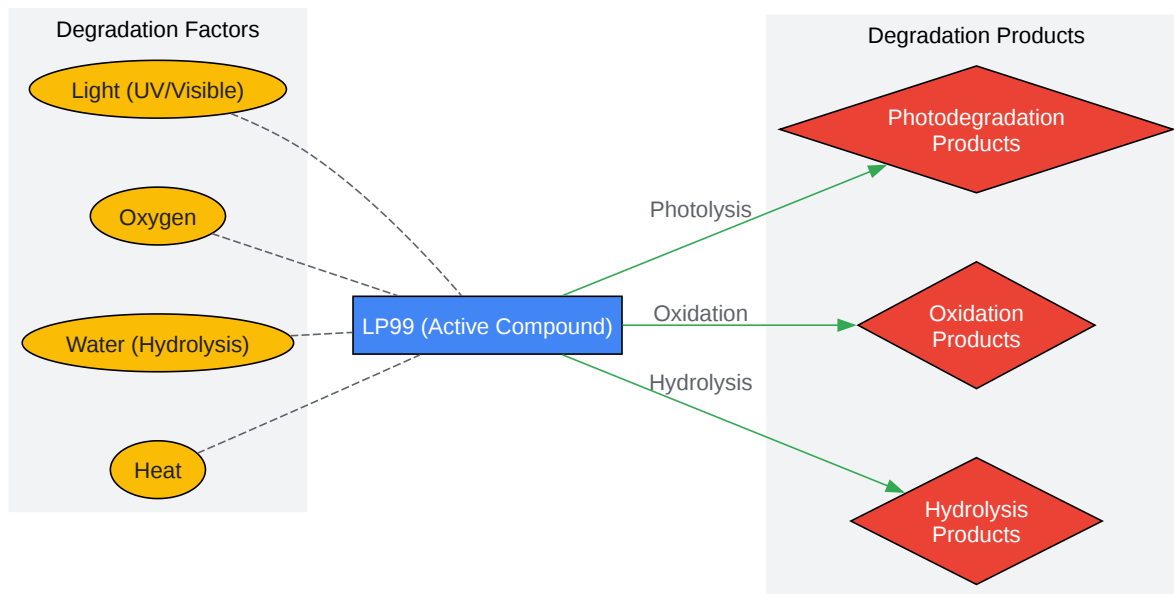 Degradation Factors
Light (UV/Visible)
Oxygen
Water (Hydrolysis)
Heat
LP99 (Active Compound)
Photolysis
Oxidation
Hydrolysis
Degradation Products
Photodegradation
Products
Oxidation
Products
Hydrolysis
Products